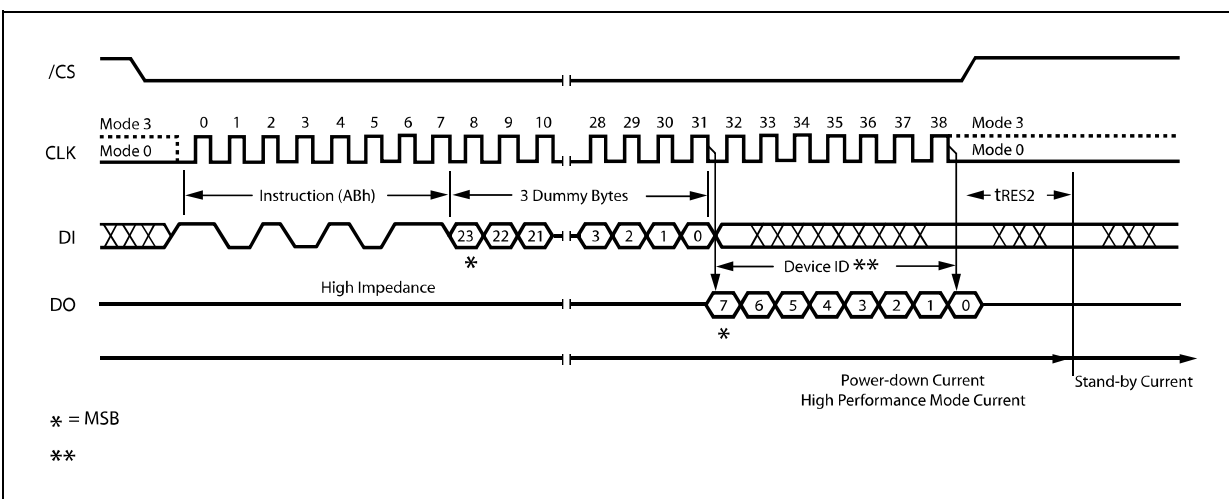 /CS
Mode 3 0 1 2 3 4 5 6 7 8 9 10 28 29 30 31 32 33 34 35 36 37 38 Mode 3
CLK Mode 0 Mode 0
Instruction (ABh) 3 Dummy Bytes tRES2
DI 23 22 21 3 2 1 0
* Device ID **
High Impedance
DO 7 6 5 4 3 2 1 0
*
Power-down Current Stand-by Current
High Performance Mode Current
* = MSB
**